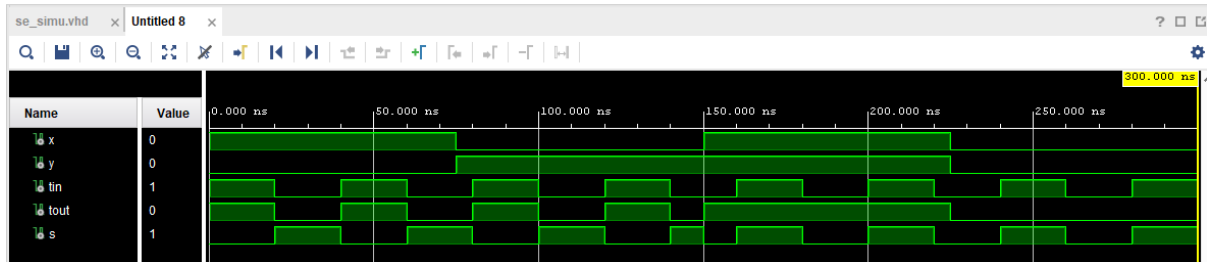 se_simu.vhd × Untitled 8 × ?
300.000 ns
Name Value 0.000 ns 50.000 ns 100.000 ns 150.000 ns 200.000 ns 250.000 ns
x 0
y 0
tin 1
tout 0
s 1